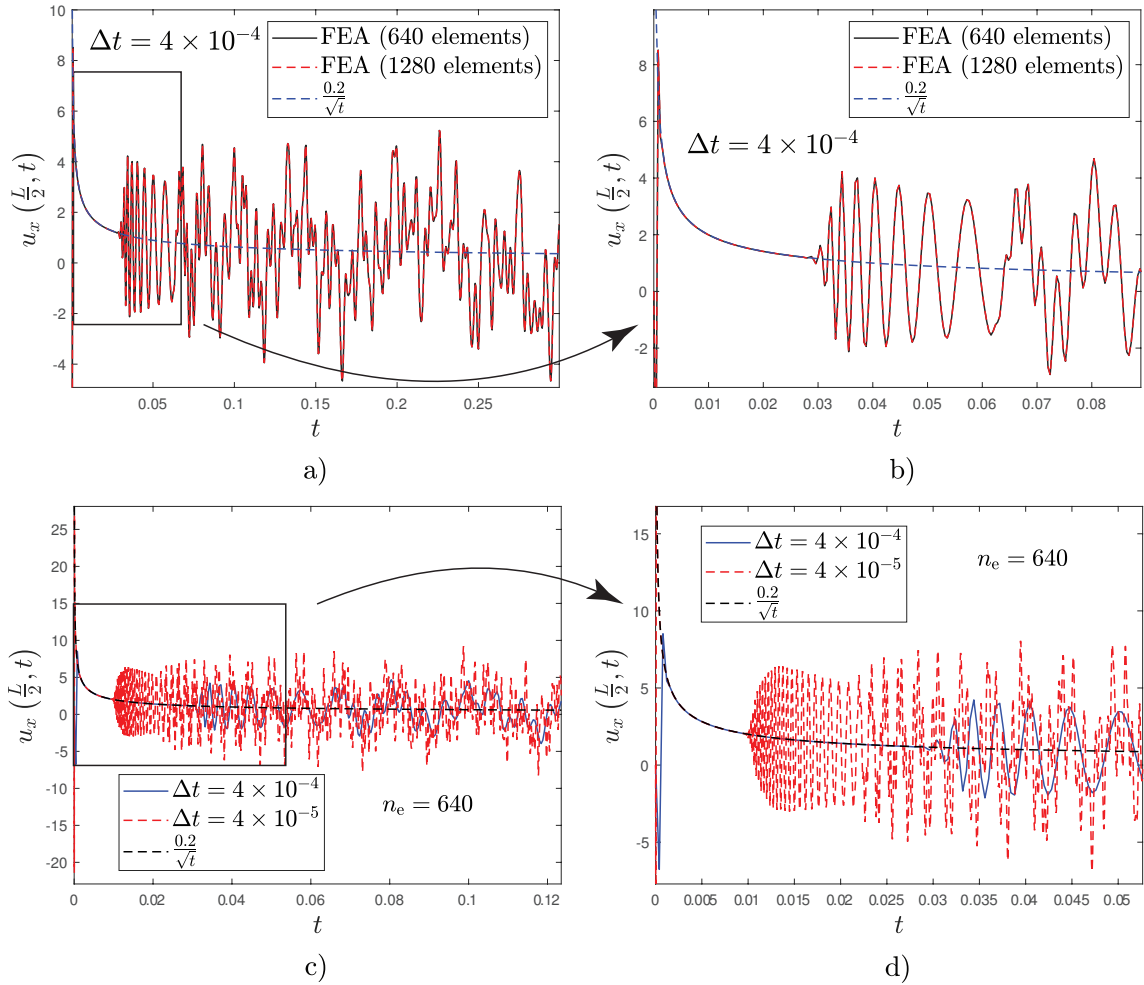 Δt = 4 × 10⁻⁴
FEA (640 elements)
FEA (1280 elements)
0.2/√t
10
8
6
4
2
0
-2
-4
0.05
0.1
0.15
0.2
0.25
u_x (L/2, t)
t
a)
FEA (640 elements)
FEA (1280 elements)
0.2/√t
Δt = 4 × 10⁻⁴
8
6
4
2
0
-2
0
0.01
0.02
0.03
0.04
0.05
0.06
0.07
0.08
u_x (L/2, t)
t
b)
25
20
15
10
5
0
-5
-10
-15
-20
Δt = 4 × 10⁻⁴
Δt = 4 × 10⁻⁵
0.2/√t
n_e = 640
0
0.02
0.04
0.06
0.08
0.1
0.12
u_x (L/2, t)
t
c)
Δt = 4 × 10⁻⁴
Δt = 4 × 10⁻⁵
0.2/√t
n_e = 640
15
10
5
0
-5
0
0.005
0.01
0.015
0.02
0.025
0.03
0.035
0.04
0.045
0.05
u_x (L/2, t)
t
d)